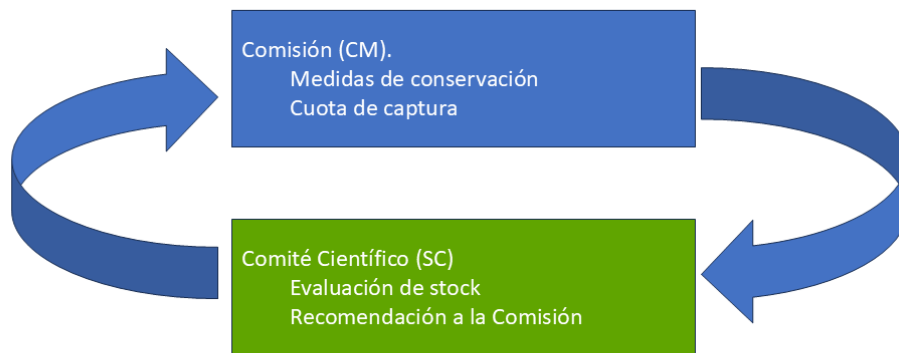 Comisión (CM).
Medidas de conservación
Cuota de captura
Comité Científico (SC)
Evaluación de stock
Recomendación a la Comisión